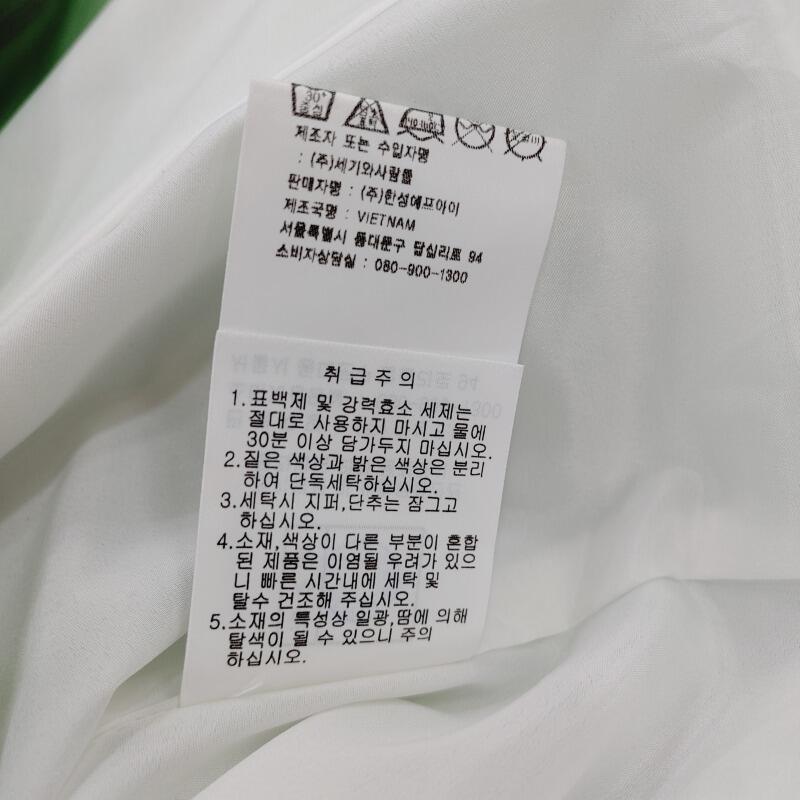 30°
중성
제조자 또는 수입자명
: (주)세기와사람들
판매자명 : (주)한성에프아이
제조국명 : VIETNAM
서울특별시 동대문구 답십리로 94
소비자상담실 : 080-900-1300
취급주의
1.표백제 및 강력효소 세제는
절대로 사용하지 마시고 물에
30분 이상 담가두지 마십시오.
2.짙은 색상과 밝은 색상은 분리
하여 단독세탁하십시오.
3.세탁시 지퍼,단추는 잠그고
하십시오.
4.소재,색상이 다른 부분이 혼합
된 제품은 이염될 우려가 있으
니 빠른 시간내에 세탁 및
탈수 건조해 주십시오.
5.소재의 특성상 일광,땀에 의해
탈색이 될 수 있으니 주의
하십시오.